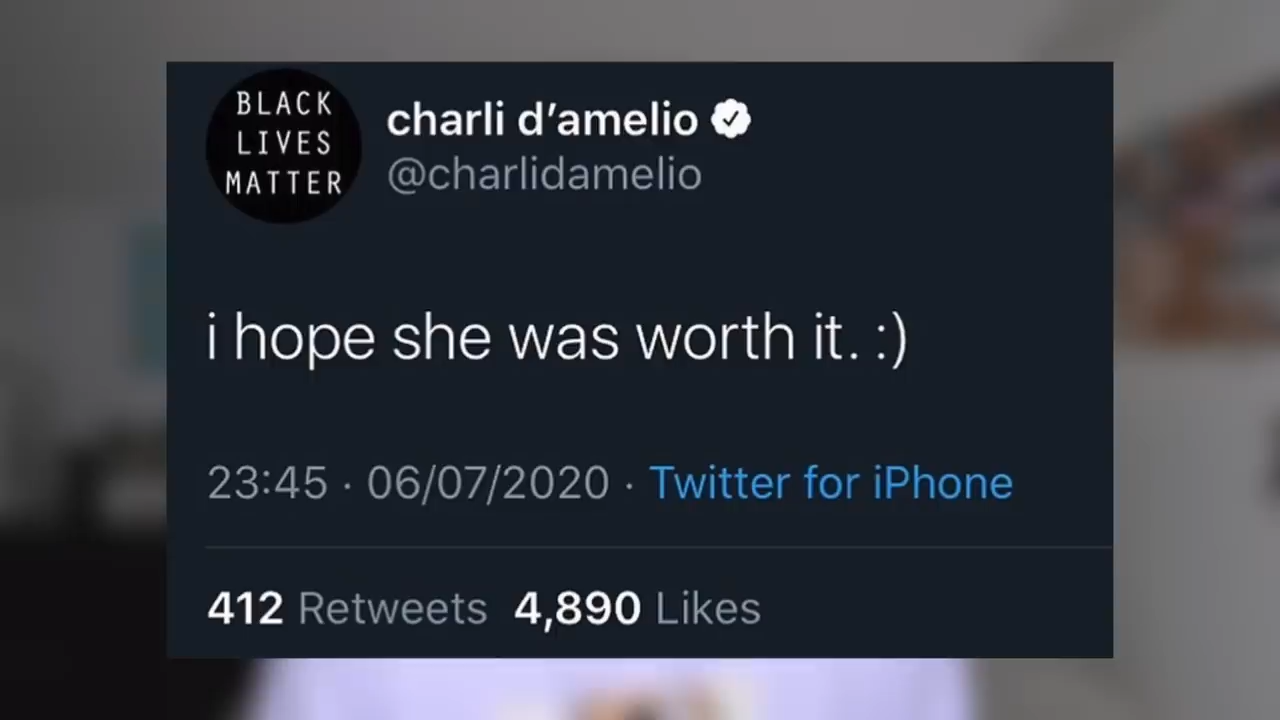 BLACK
LIVES
MATTER
charli d’amelio
@charlidamelio
i hope she was worth it. :)
23:45 · 06/07/2020 · Twitter for iPhone
412 Retweets 4,890 Likes